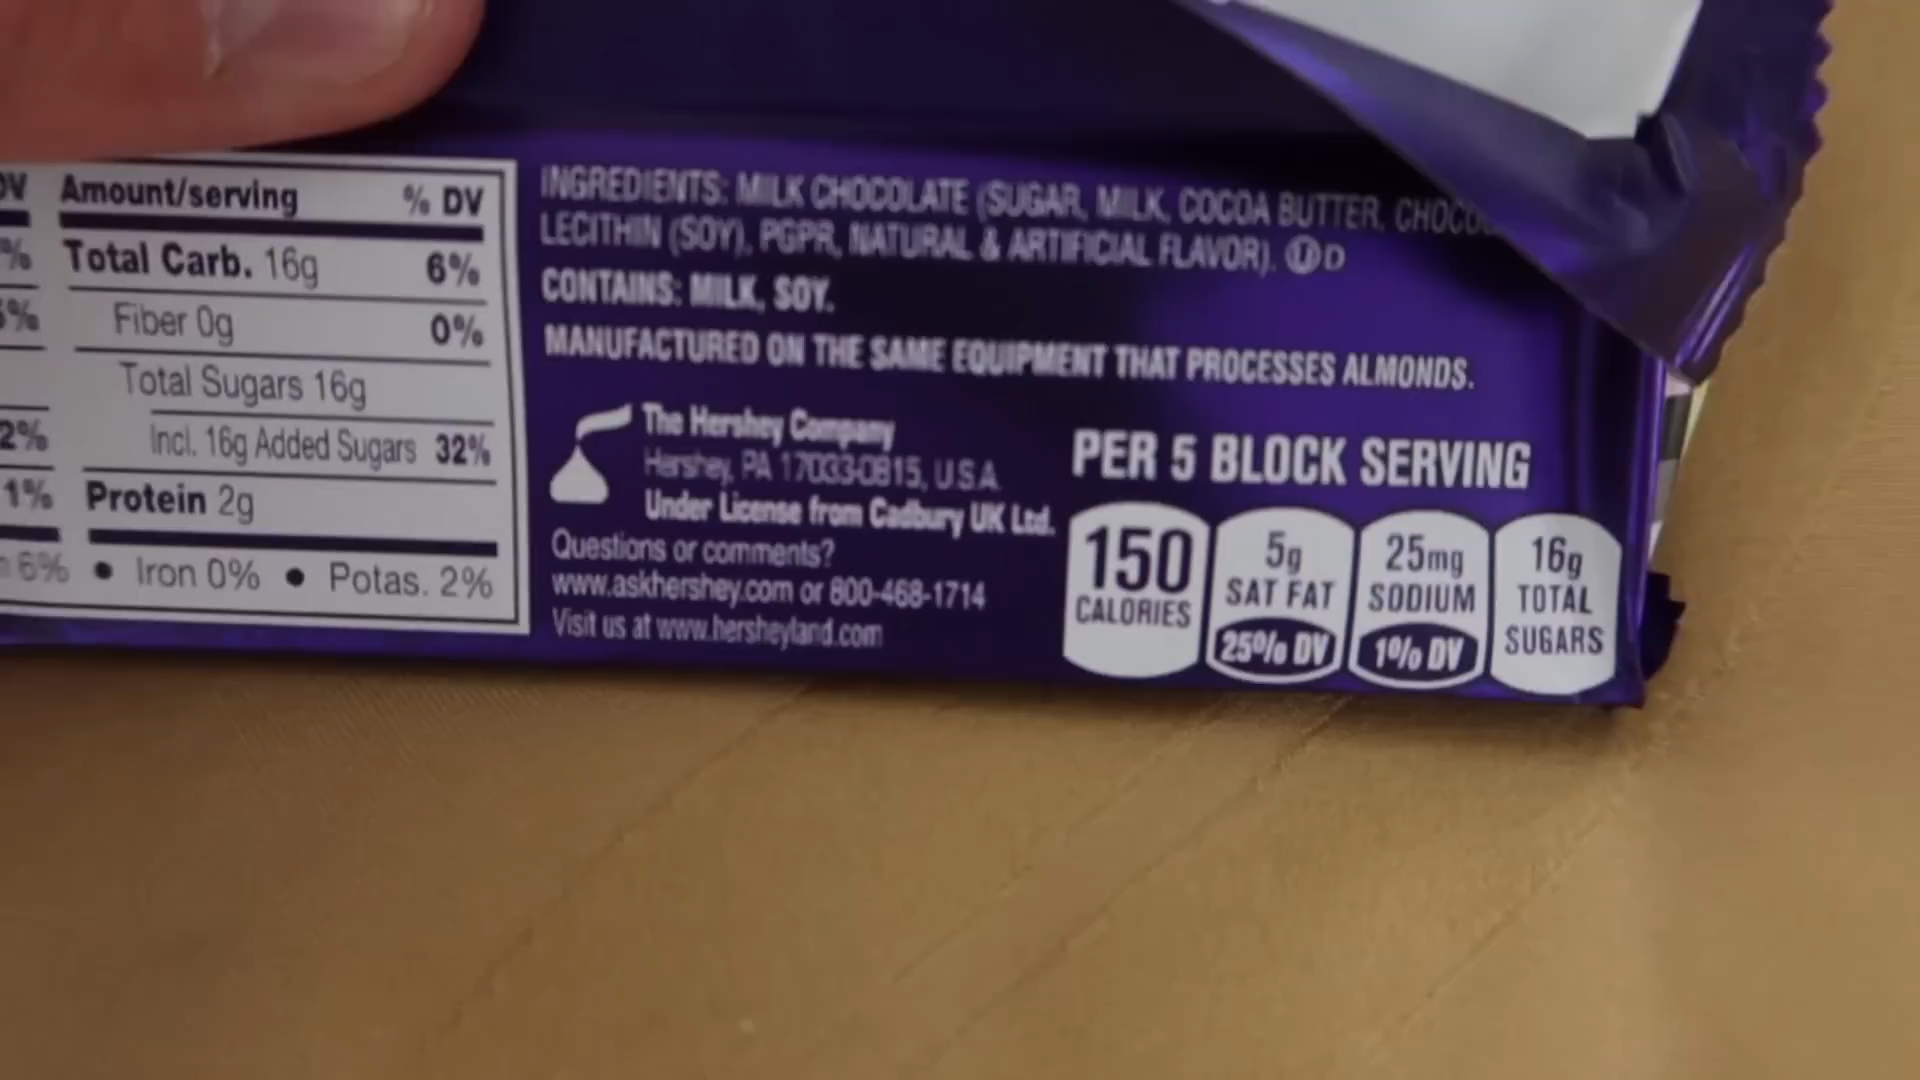 DV Amount/serving % DV
% Total Carb. 16g 6%
5% Fiber 0g 0%
Total Sugars 16g
2% Incl. 16g Added Sugars 32%
1% Protein 2g
6% • Iron 0% • Potas. 2%
INGREDIENTS: MILK CHOCOLATE (SUGAR, MILK, COCOA BUTTER,
LECITHIN (SOY), PGPR, NATURAL & ARTIFICIAL FLAVOR). Ⓤ D
CONTAINS: MILK, SOY.
MANUFACTURED ON THE SAME EQUIPMENT THAT PROCESSES ALMONDS.
The Hershey Company
Hershey, PA 17033-0815, U.S.A.
Under License from Cadbury UK Ltd.
Questions or comments?
www.askhershey.com or 800-468-1714
Visit us at www.hersheyland.com
PER 5 BLOCK SERVING
150
CALORIES
5g
SAT FAT
25% DV
25mg
SODIUM
1% DV
16g
TOTAL
SUGARS